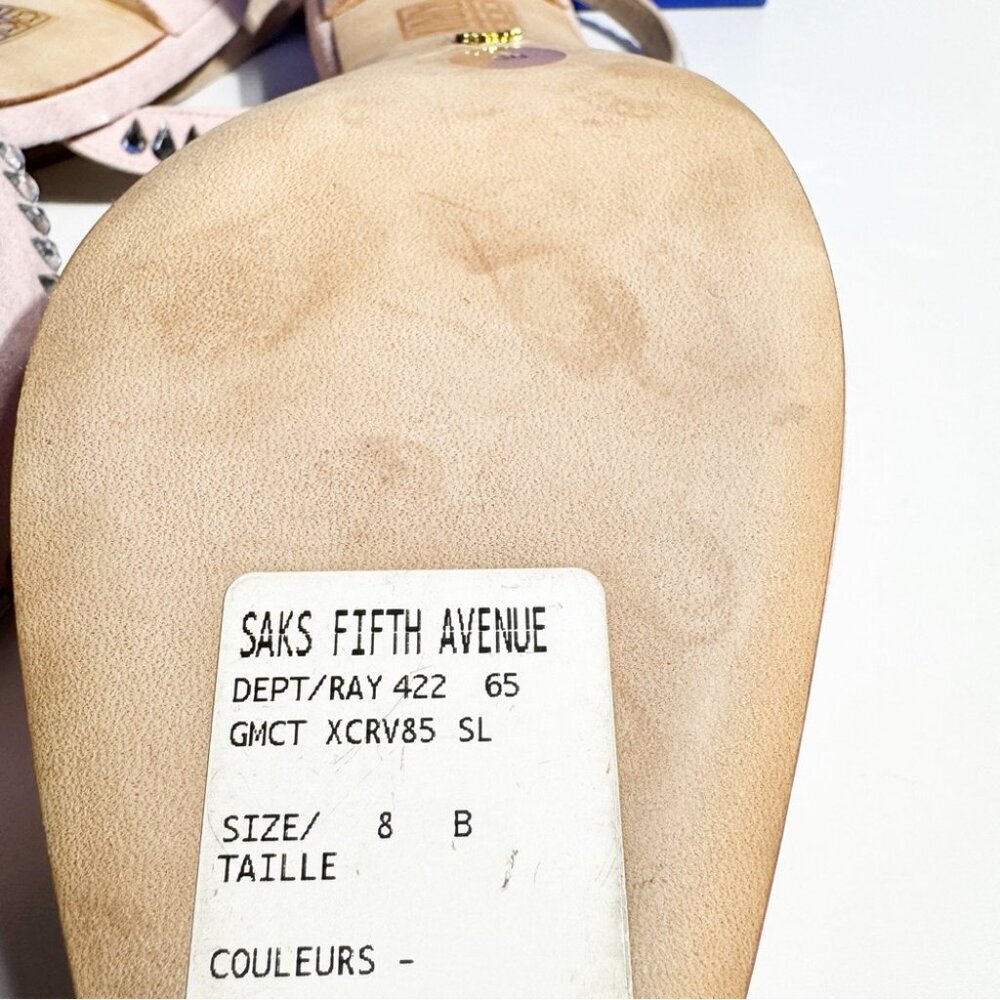 SAKS FIFTH AVENUE
DEPT/RAY 422 65
GMCT XCRV85 SL
SIZE/ 8 B
TAILLE
COULEURS -